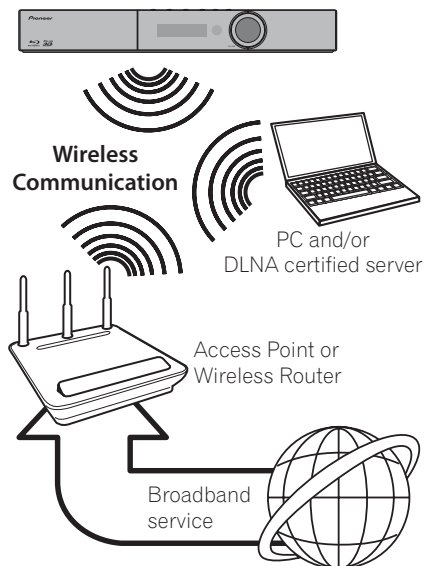 Pioneer
Wireless
Communication
PC and/or
DLNA certified server
Access Point or
Wireless Router
Broadband
service